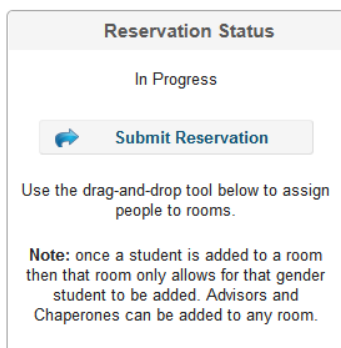 Reservation Status
In Progress
Submit Reservation
Use the drag-and-drop tool below to assign
people to rooms.
Note: once a student is added to a room
then that room only allows for that gender
student to be added. Advisors and
Chaperones can be added to any room.